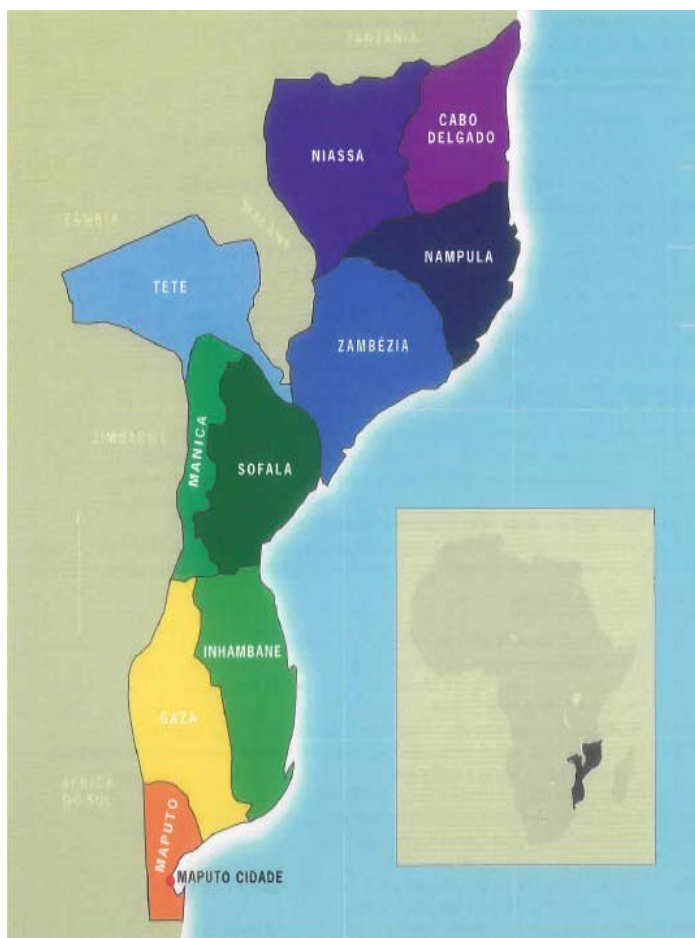 TANZÂNIA
CABO
DELGADO
NIASSA
ZÂMBIA
MALAWI
NAMPULA
TETE
ZAMBÉZIA
ZIMBABWE
MANICA
SOFALA
INHAMBANE
GAZA
ÁFRICA
DO SUL
MAPUTO
MAPUTO CIDADE